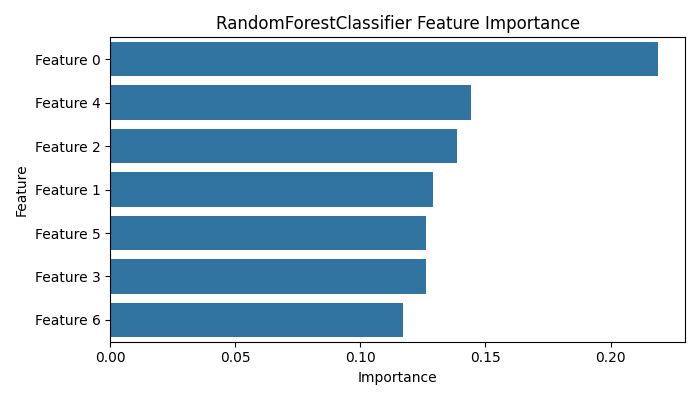 RandomForestClassifier Feature Importance
Feature 0
Feature 4
Feature 2
Feature 1
Feature 5
Feature 3
Feature 6
Feature
0.00 0.05 0.10 0.15 0.20
Importance